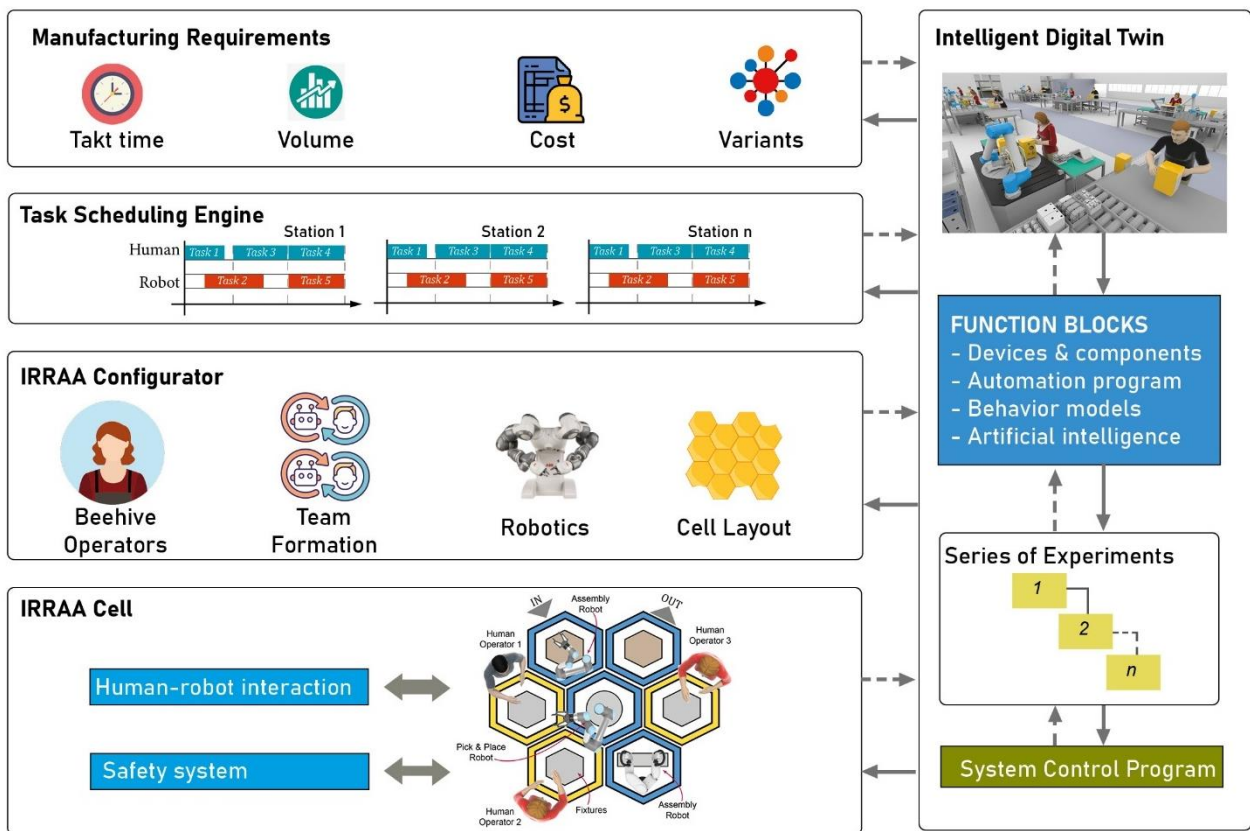 Manufacturing Requirements
Takt time
Volume
Cost
Variants
Task Scheduling Engine
Station 1
Station 2
Station n
Human
Task 1
Task 3
Task 4
Task 1
Task 3
Task 4
Task 1
Task 3
Task 4
Robot
Task 2
Task 5
Task 2
Task 5
Task 2
Task 5
IRRAA Configurator
Beehive
Operators
Team
Formation
Robotics
Cell Layout
IRRAA Cell
Human-robot interaction
Safety system
IN
Assembly
Robot
OUT
Human
Operator 1
Human
Operator 3
Pick & Place
Robot
Human
Operator 2
Fixtures
Assembly
Robot
Intelligent Digital Twin
FUNCTION BLOCKS
- Devices & components
- Automation program
- Behavior models
- Artificial intelligence
Series of Experiments
1
2
n
System Control Program